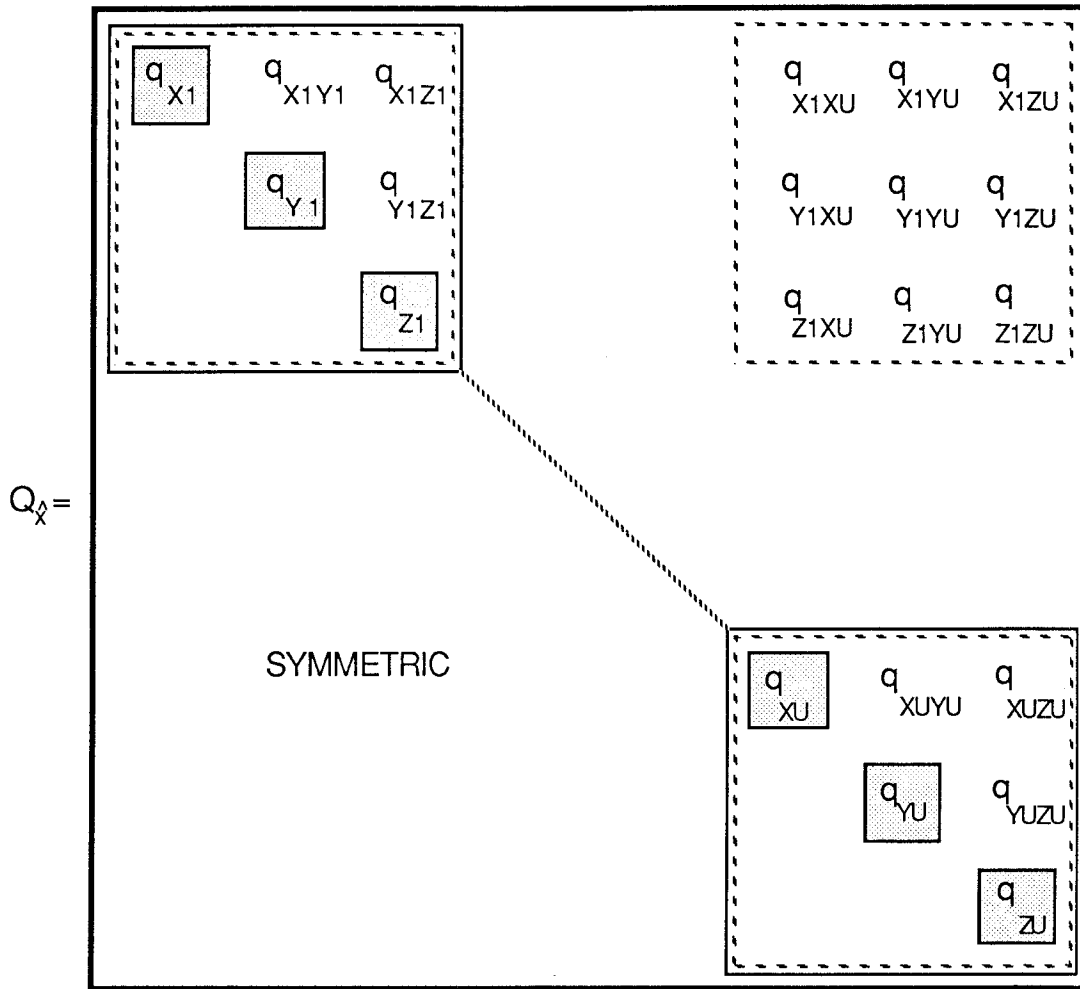 q X1 q X1Y1 q X1Z1 q X1XU q X1YU q X1ZU
q Y1 q Y1Z1 q Y1XU q Y1YU q Y1ZU
q Z1 q Z1XU q Z1YU q Z1ZU
Q x̂ =
SYMMETRIC
q XU q XUYU q XUZU
q YU q YUZU
q ZU